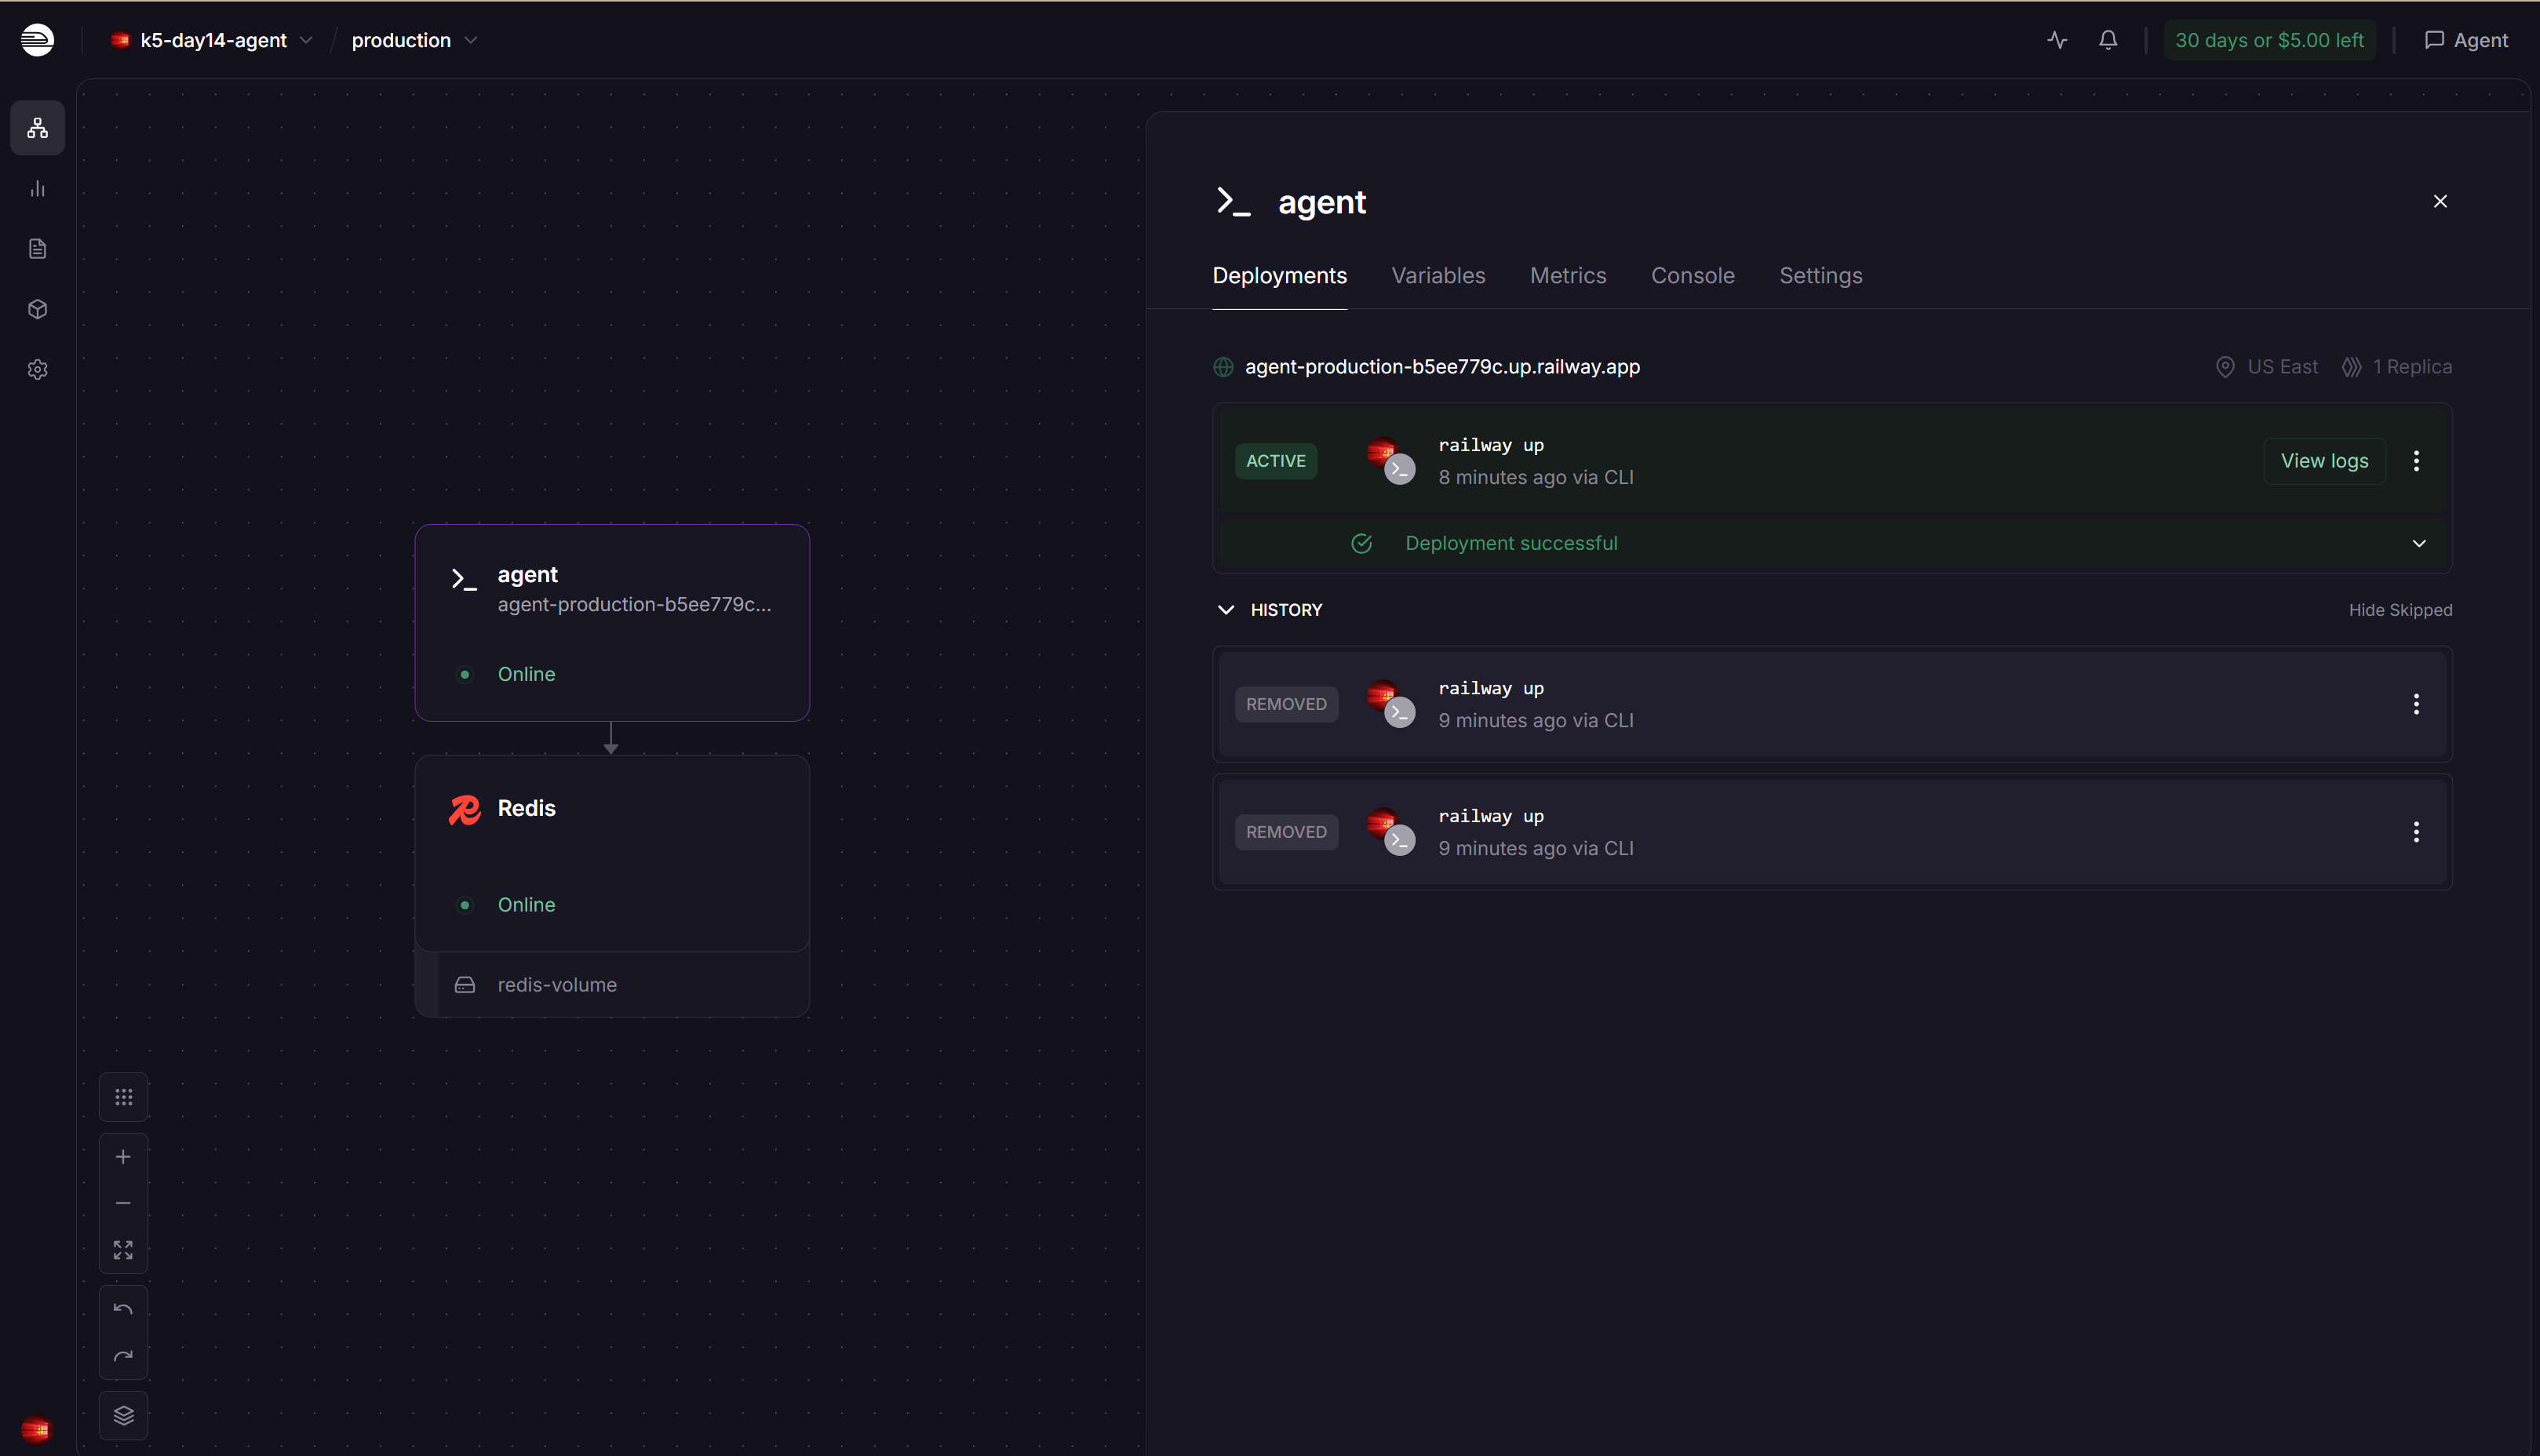 k5-day14-agent / production
30 days or $5.00 left
Agent
agent
agent-production-b5ee779c...
Online
Redis
Online
redis-volume
agent
Deployments Variables Metrics Console Settings
agent-production-b5ee779c.up.railway.app
US East 1 Replica
ACTIVE
railway up
8 minutes ago via CLI
View logs
Deployment successful
HISTORY
Hide Skipped
REMOVED
railway up
9 minutes ago via CLI
REMOVED
railway up
9 minutes ago via CLI